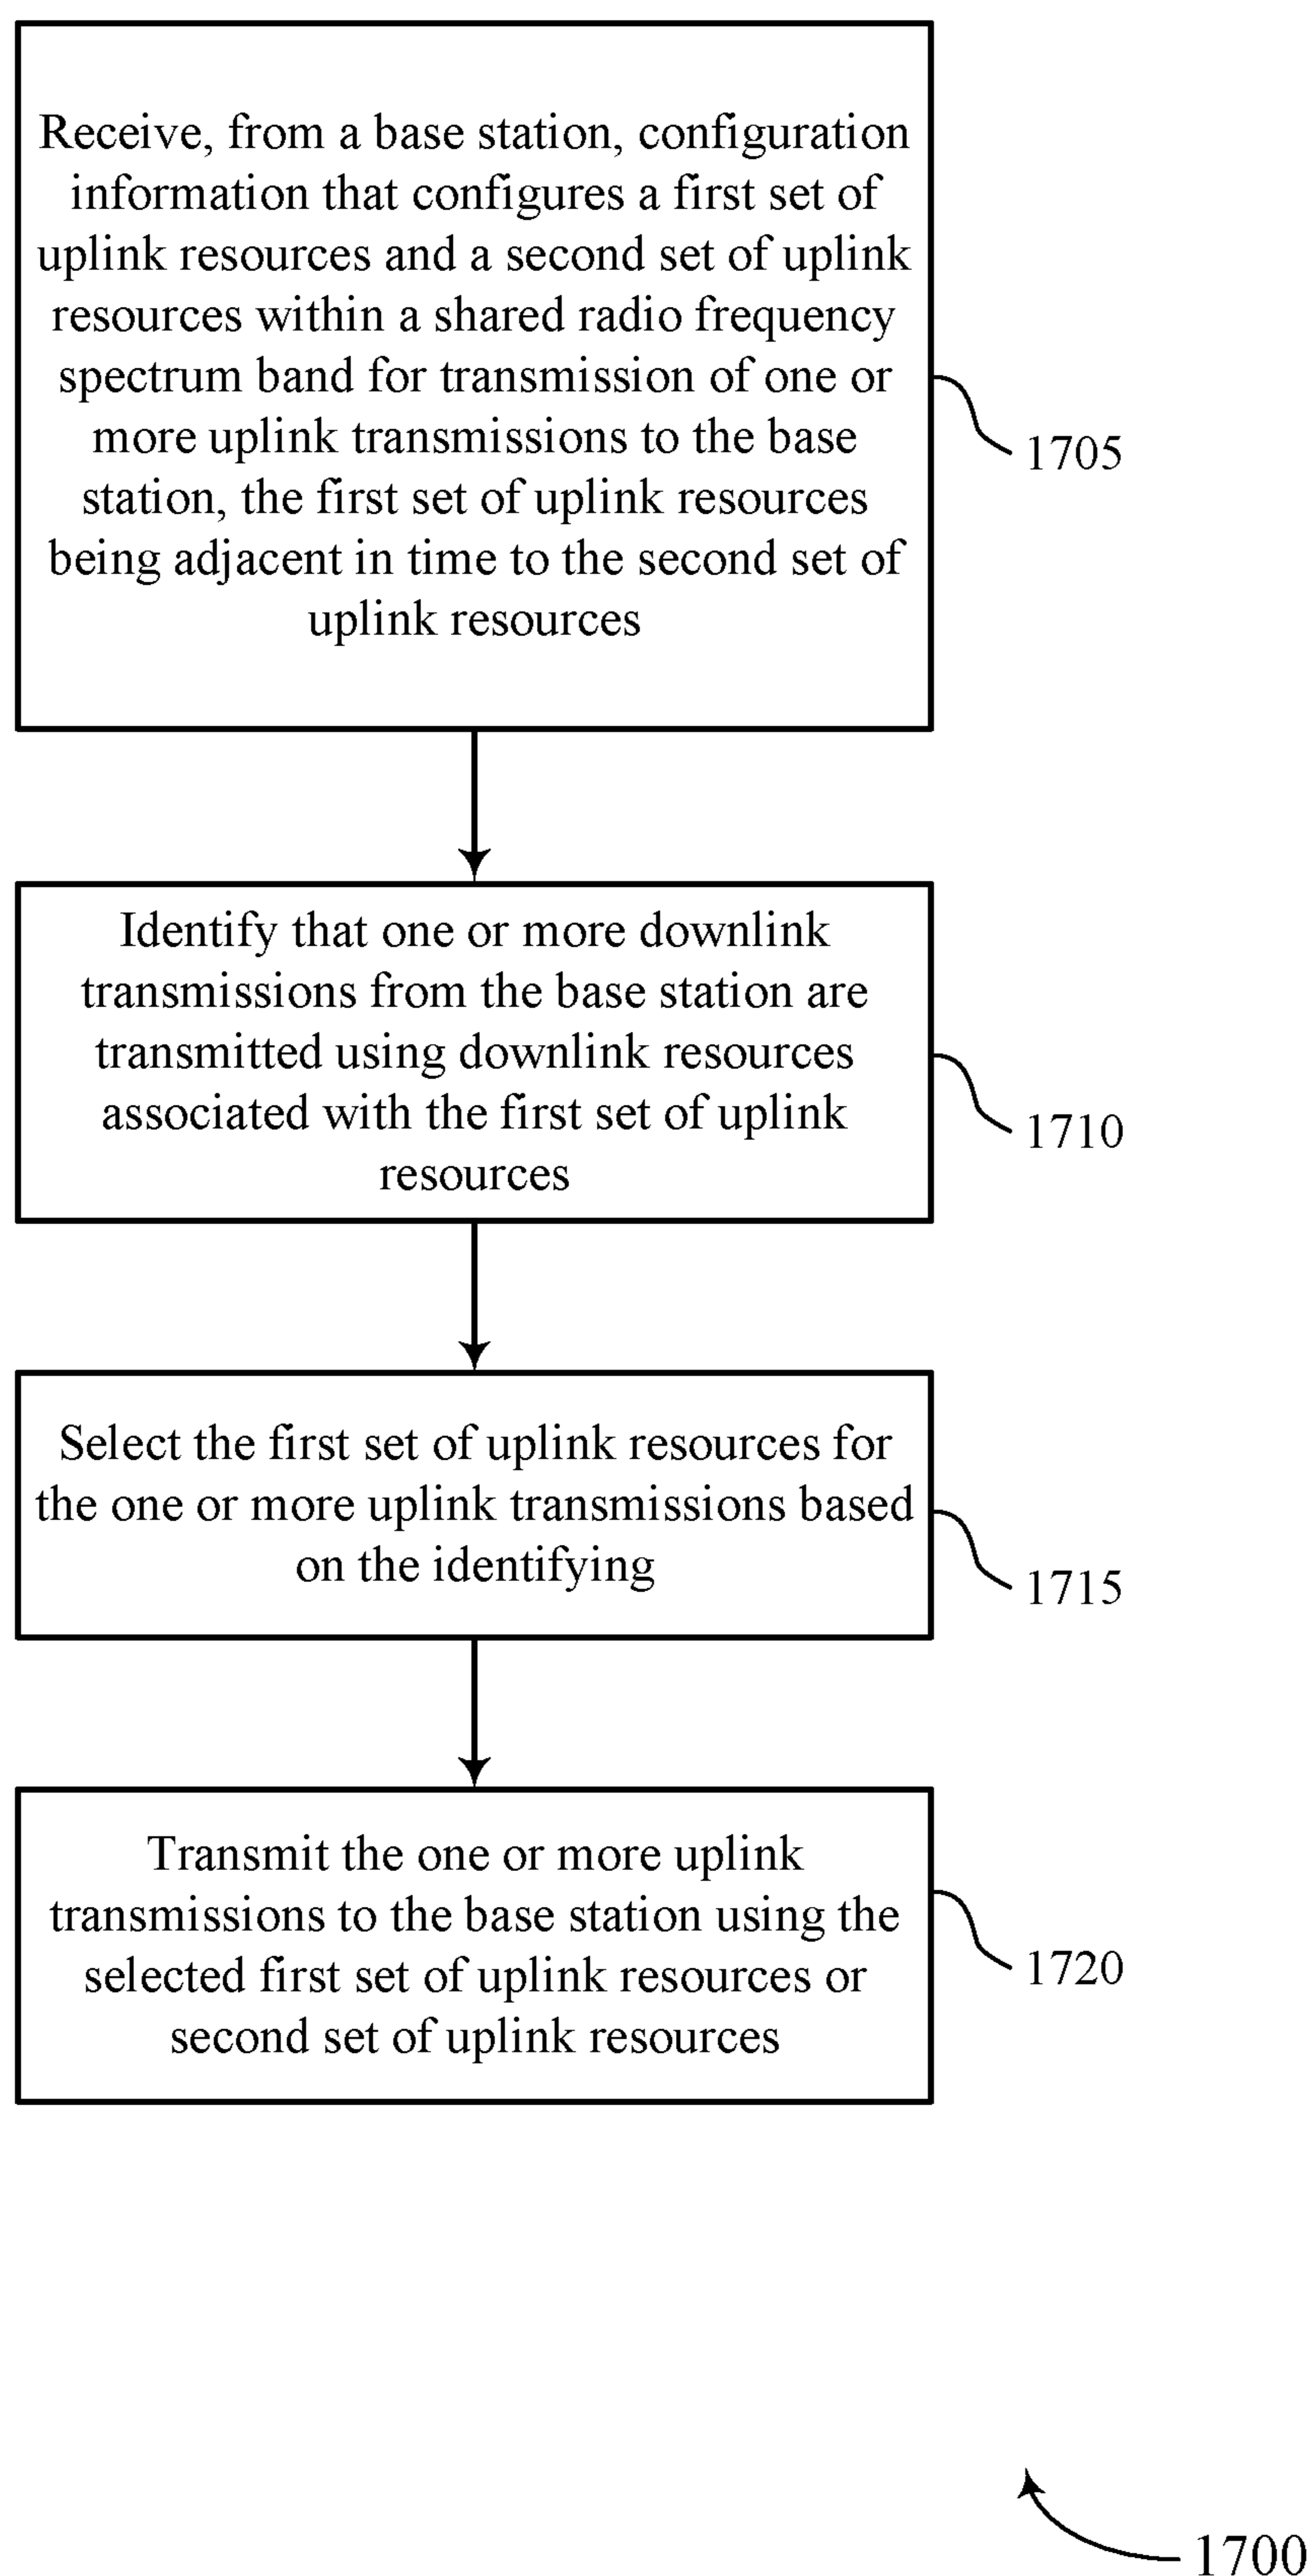 Receive, from a base station, configuration
information that configures a first set of
uplink resources and a second set of uplink
resources within a shared radio frequency
spectrum band for transmission of one or
more uplink transmissions to the base
station, the first set of uplink resources
being adjacent in time to the second set of
uplink resources
1705
Identify that one or more downlink
transmissions from the base station are
transmitted using downlink resources
associated with the first set of uplink
resources
1710
Select the first set of uplink resources for
the one or more uplink transmissions based
on the identifying
1715
Transmit the one or more uplink
transmissions to the base station using the
selected first set of uplink resources or
second set of uplink resources
1720
1700